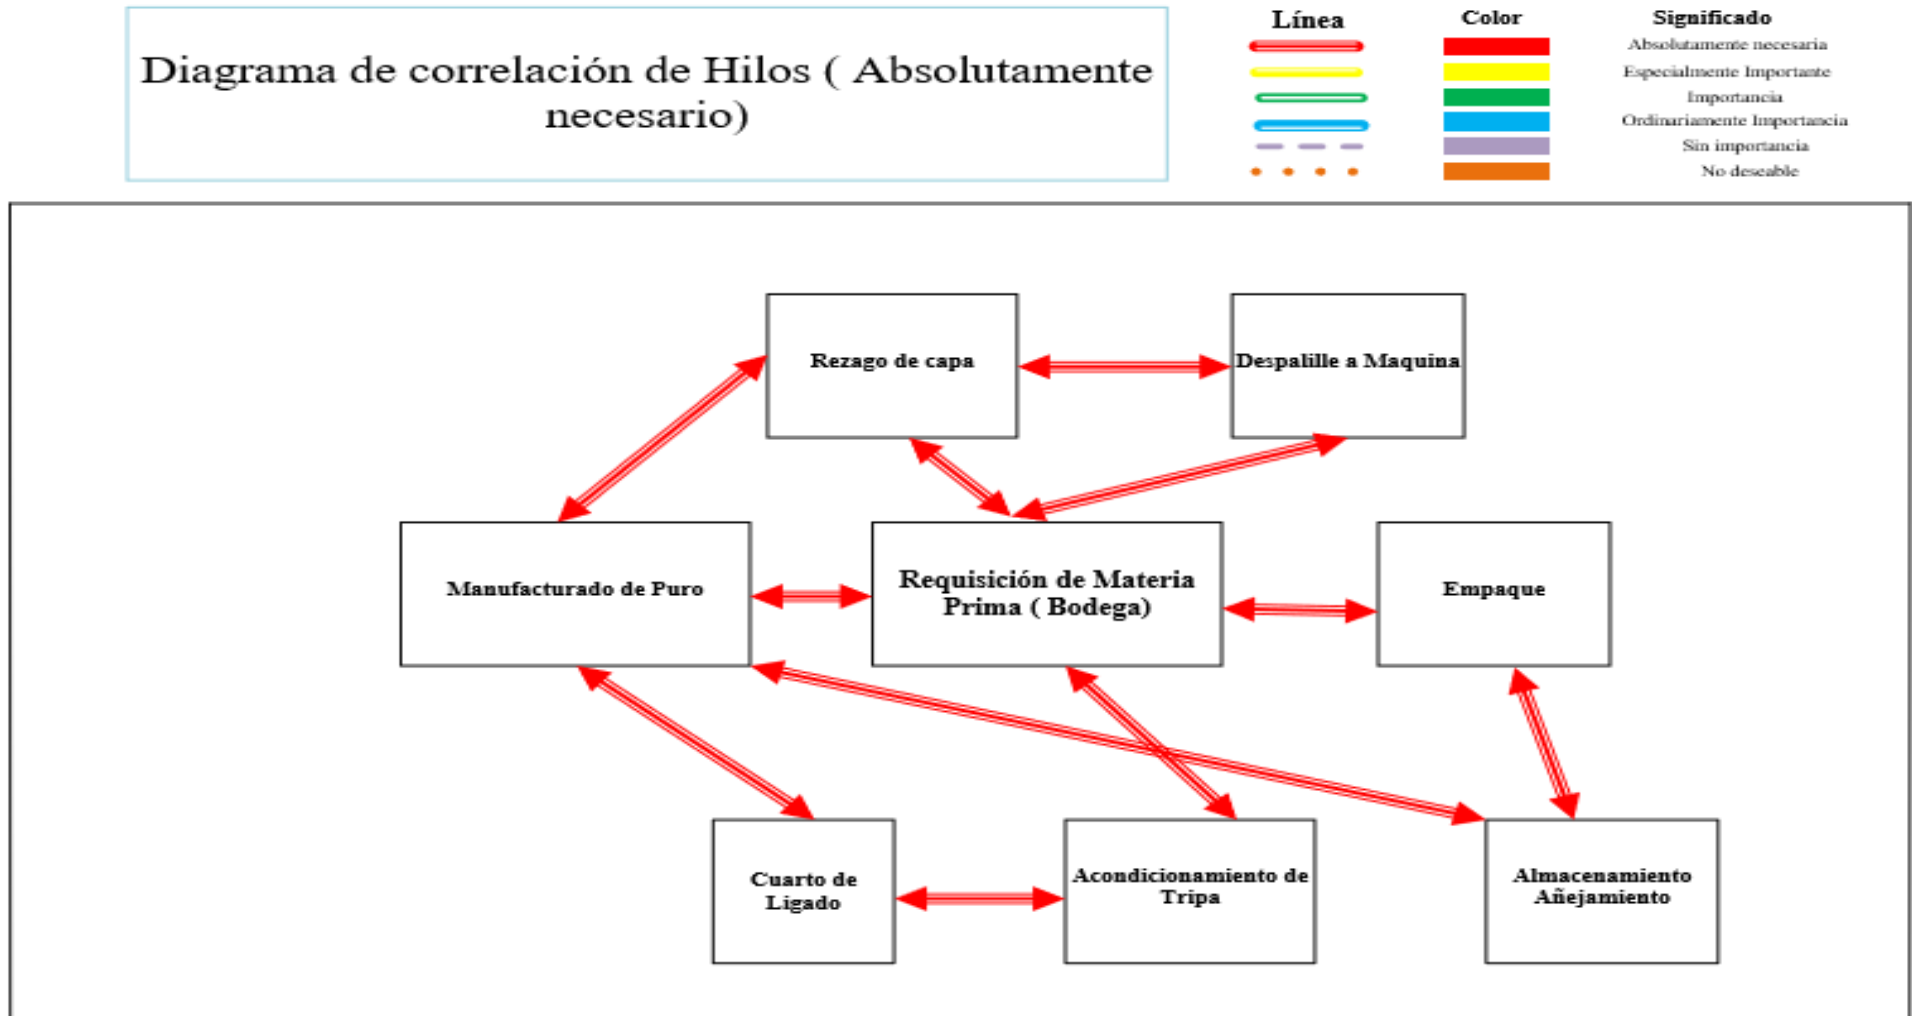 Diagrama de correlación de Hilos ( Absolutamente
necesario)
Línea Color Significado
Absolutamente necesaria
Especialmente Importante
Importancia
Ordinariamente Importancia
Sin importancia
No deseable
Rezago de capa
Despalille a Maquina
Manufacturado de Puro
Requisición de Materia
Prima ( Bodega)
Empaque
Cuarto de
Ligado
Acondicionamiento de
Tripa
Almacenamiento
Añejamiento